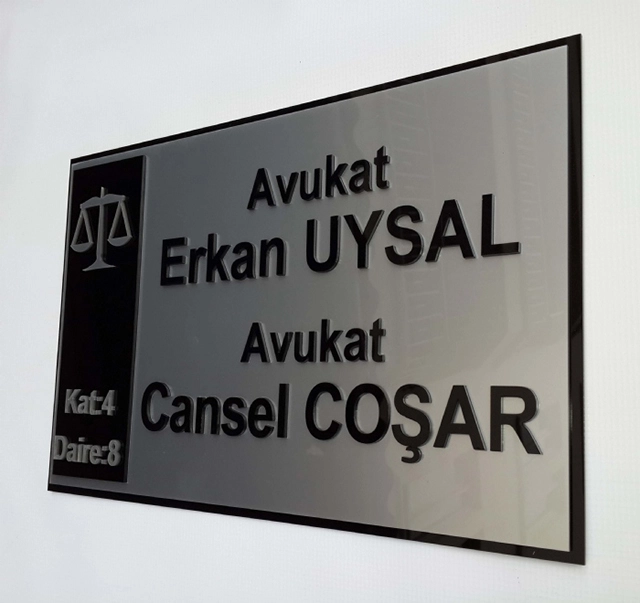 Avukat
Erkan UYSAL
Avukat
Cansel COŞAR
Kat:4
Daire:8